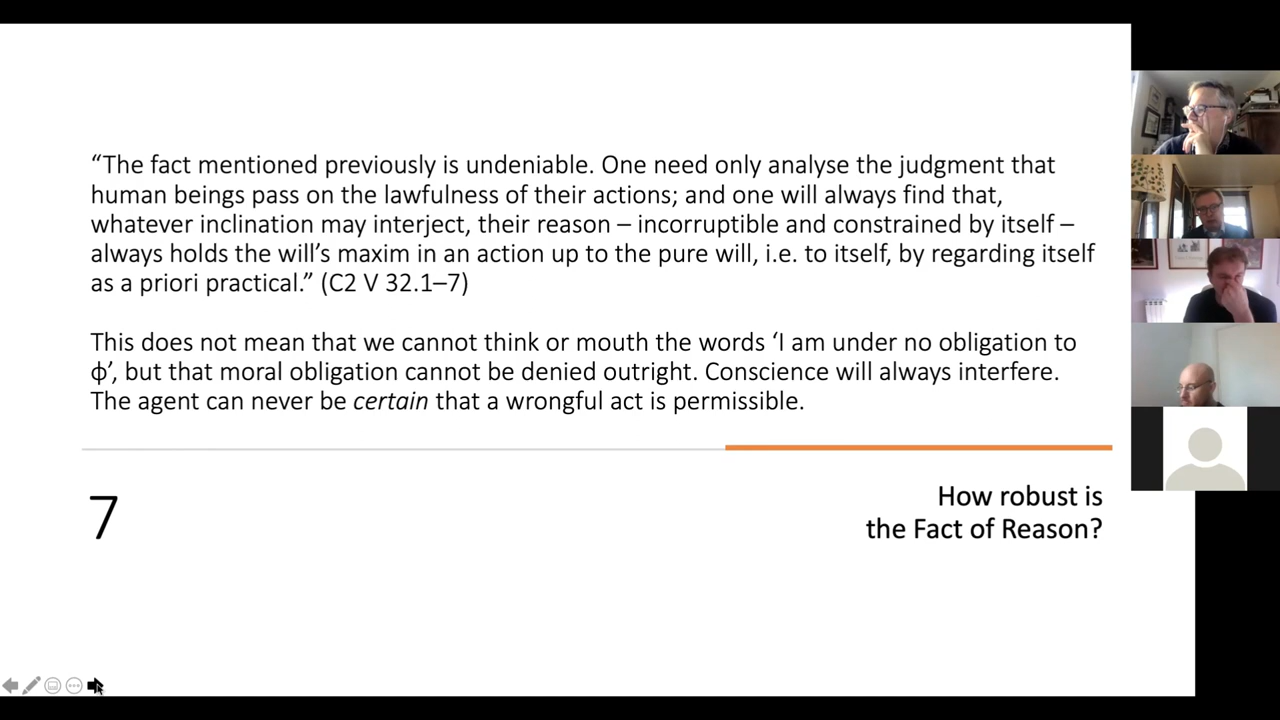 “The fact mentioned previously is undeniable. One need only analyse the judgment that
human beings pass on the lawfulness of their actions; and one will always find that,
whatever inclination may interject, their reason – incorruptible and constrained by itself –
always holds the will’s maxim in an action up to the pure will, i.e. to itself, by regarding itself
as a priori practical.” (C2 V 32.1–7)
This does not mean that we cannot think or mouth the words ‘I am under no obligation to
ϕ’, but that moral obligation cannot be denied outright. Conscience will always interfere.
The agent can never be certain that a wrongful act is permissible.
7
How robust is
the Fact of Reason?